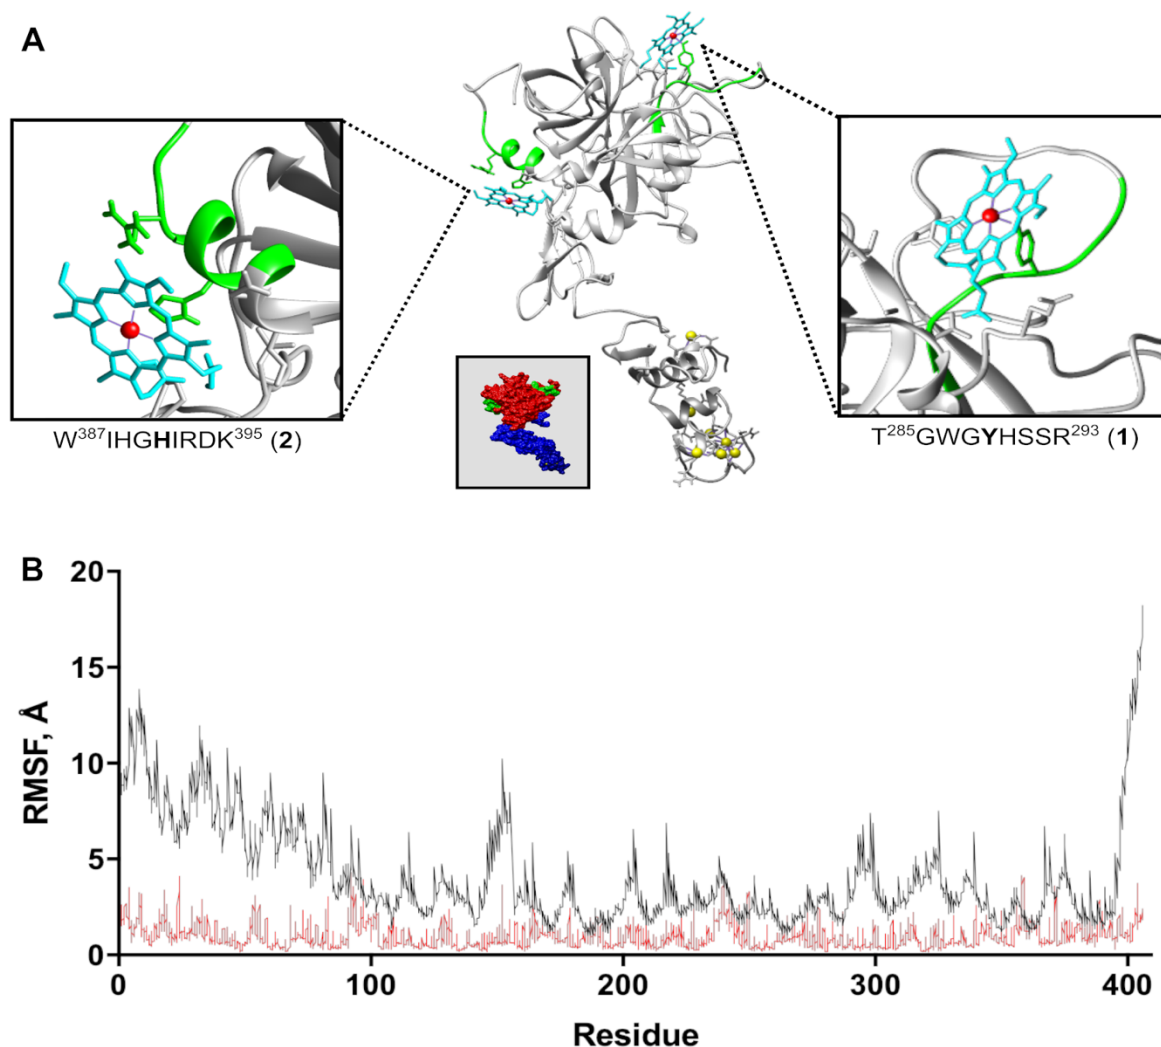 A
W³⁸⁷IHGHIRDK³⁹⁵ (2)
T²⁸⁵GWGYHSSR²⁹³ (1)
B
RMSF, Å
20
15
10
5
0
0
100
200
300
400
Residue